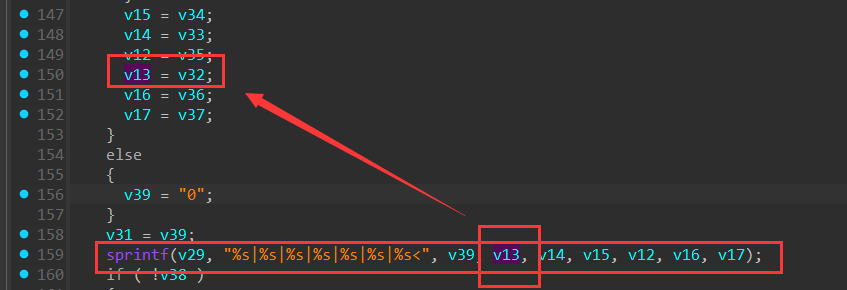 147 v15 = v34;
148 v14 = v33;
149 v12 = v35;
150 v13 = v32;
151 v16 = v36;
152 v17 = v37;
153 }
154 else
155 {
156 v39 = "0";
157 }
158 v31 = v39;
159 sprintf(v29, "%s|%s|%s|%s|%s|%s|%s<", v39, v13, v14, v15, v12, v16, v17);
160 if ( !v38 )